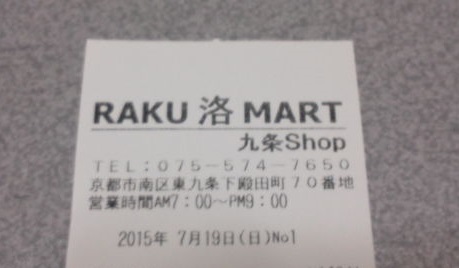 RAKU 洛 MART
九条Shop
TEL:075-574-7650
京都市南区東九条下殿田町70番地
営業時間AM7:00〜PM9:00
2015年 7月19日(日)No1